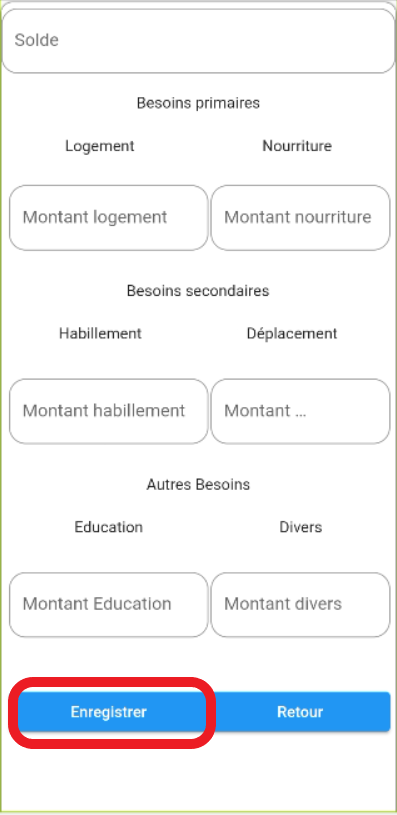 Solde
Besoins primaires
Logement Nourriture
Montant logement Montant nourriture
Besoins secondaires
Habillement Déplacement
Montant habillement Montant ...
Autres Besoins
Education Divers
Montant Education Montant divers
Enregistrer Retour